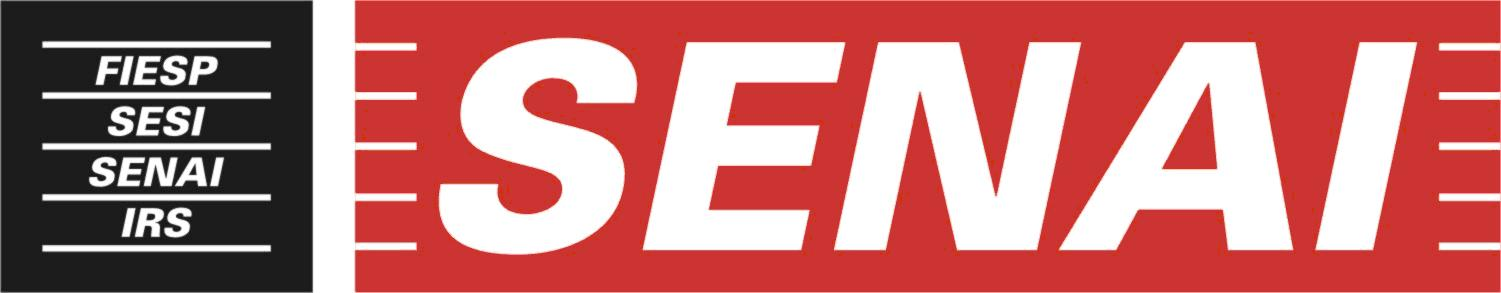 FIESP
SESI
SENAI
IRS
SENAI